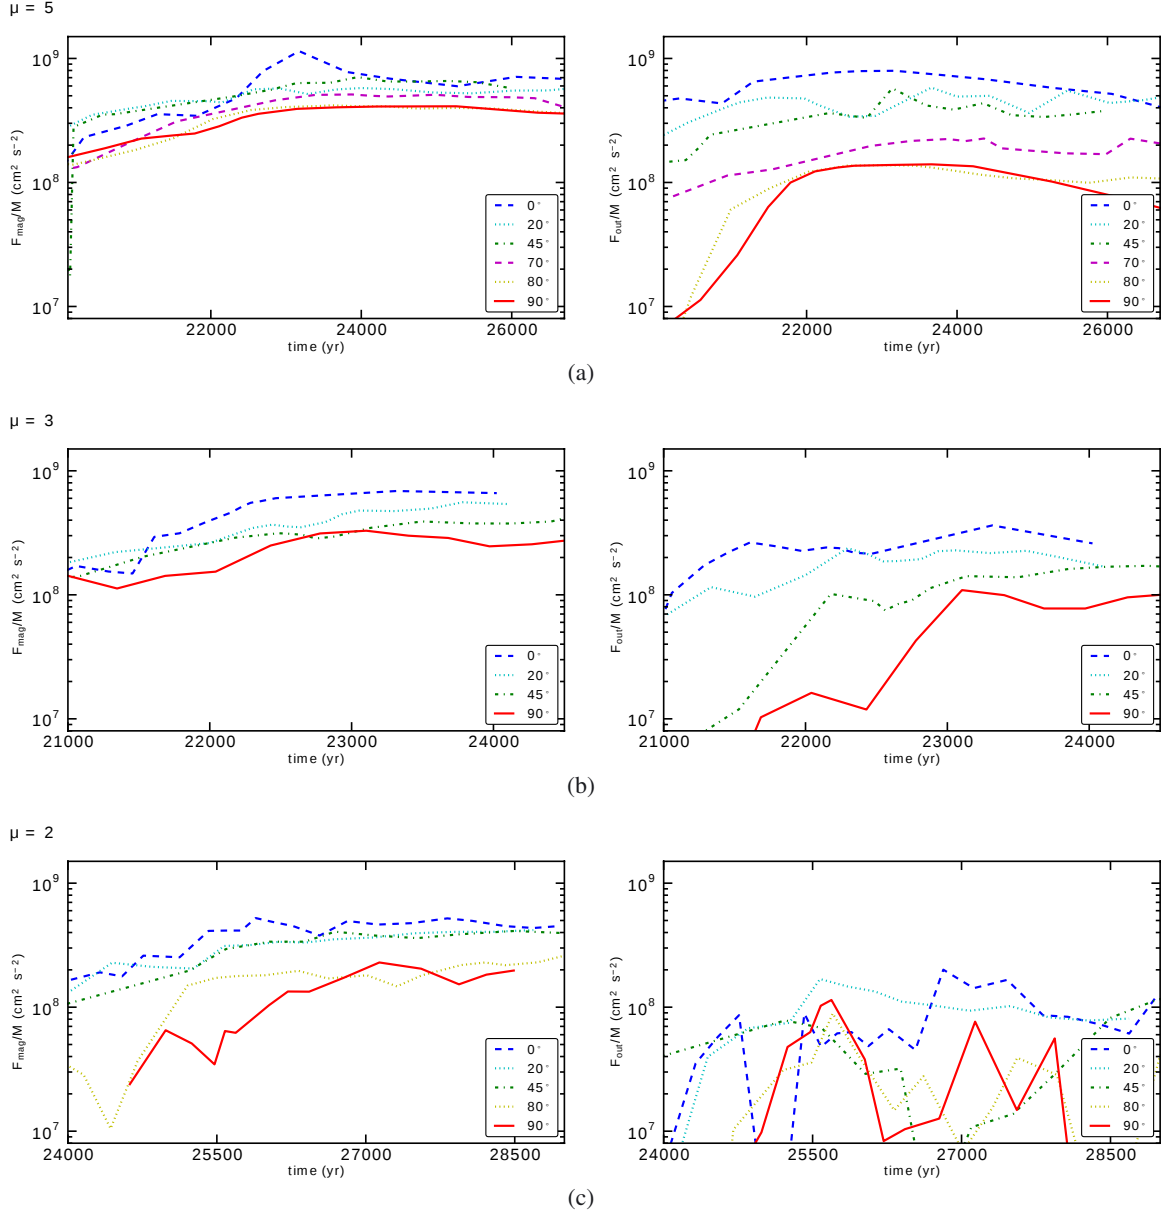 μ = 5
10⁹
10⁸
10⁷
F_mag/M (cm² s⁻²)
22000 24000 26000
time (yr)
0°
20°
45°
70°
80°
90°
10⁹
10⁸
10⁷
F_out/M (cm² s⁻²)
22000 24000 26000
time (yr)
0°
20°
45°
70°
80°
90°
(a)
μ = 3
10⁹
10⁸
10⁷
F_mag/M (cm² s⁻²)
21000 22000 23000 24000
time (yr)
0°
20°
45°
90°
10⁹
10⁸
10⁷
F_out/M (cm² s⁻²)
21000 22000 23000 24000
time (yr)
0°
20°
45°
90°
(b)
μ = 2
10⁹
10⁸
10⁷
F_mag/M (cm² s⁻²)
24000 25500 27000 28500
time (yr)
0°
20°
45°
80°
90°
10⁹
10⁸
10⁷
F_out/M (cm² s⁻²)
24000 25500 27000 28500
time (yr)
0°
20°
45°
80°
90°
(c)